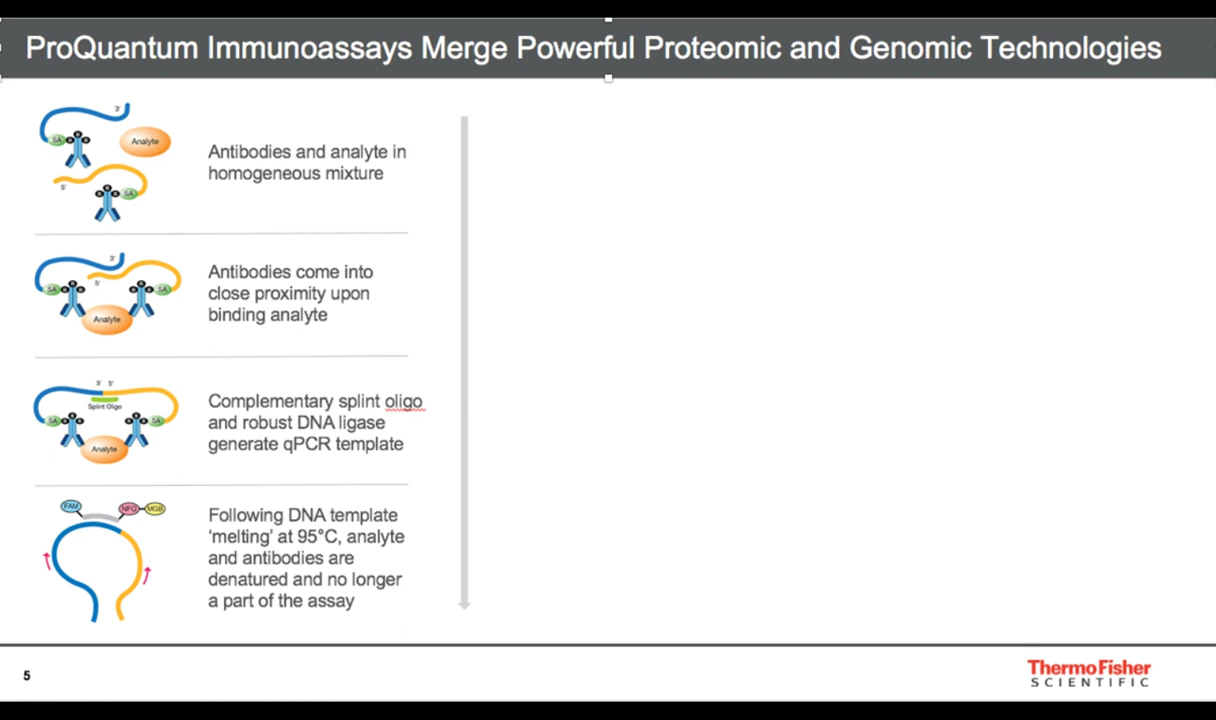 ProQuantum Immunoassays Merge Powerful Proteomic and Genomic Technologies
3'
SA
B
B
B
Analyte
5'
B
B
B
SA
Antibodies and analyte in
homogeneous mixture
3'
5'
SA
B
B
B
B
B
B
SA
Analyte
Antibodies come into
close proximity upon
binding analyte
3' 5'
Splint Oligo
SA
B
B
B
B
B
B
SA
Analyte
Complementary splint oligo
and robust DNA ligase
generate qPCR template
FAM
NFQ
MGB
Following DNA template
'melting' at 95°C, analyte
and antibodies are
denatured and no longer
a part of the assay
5
ThermoFisher
SCIENTIFIC